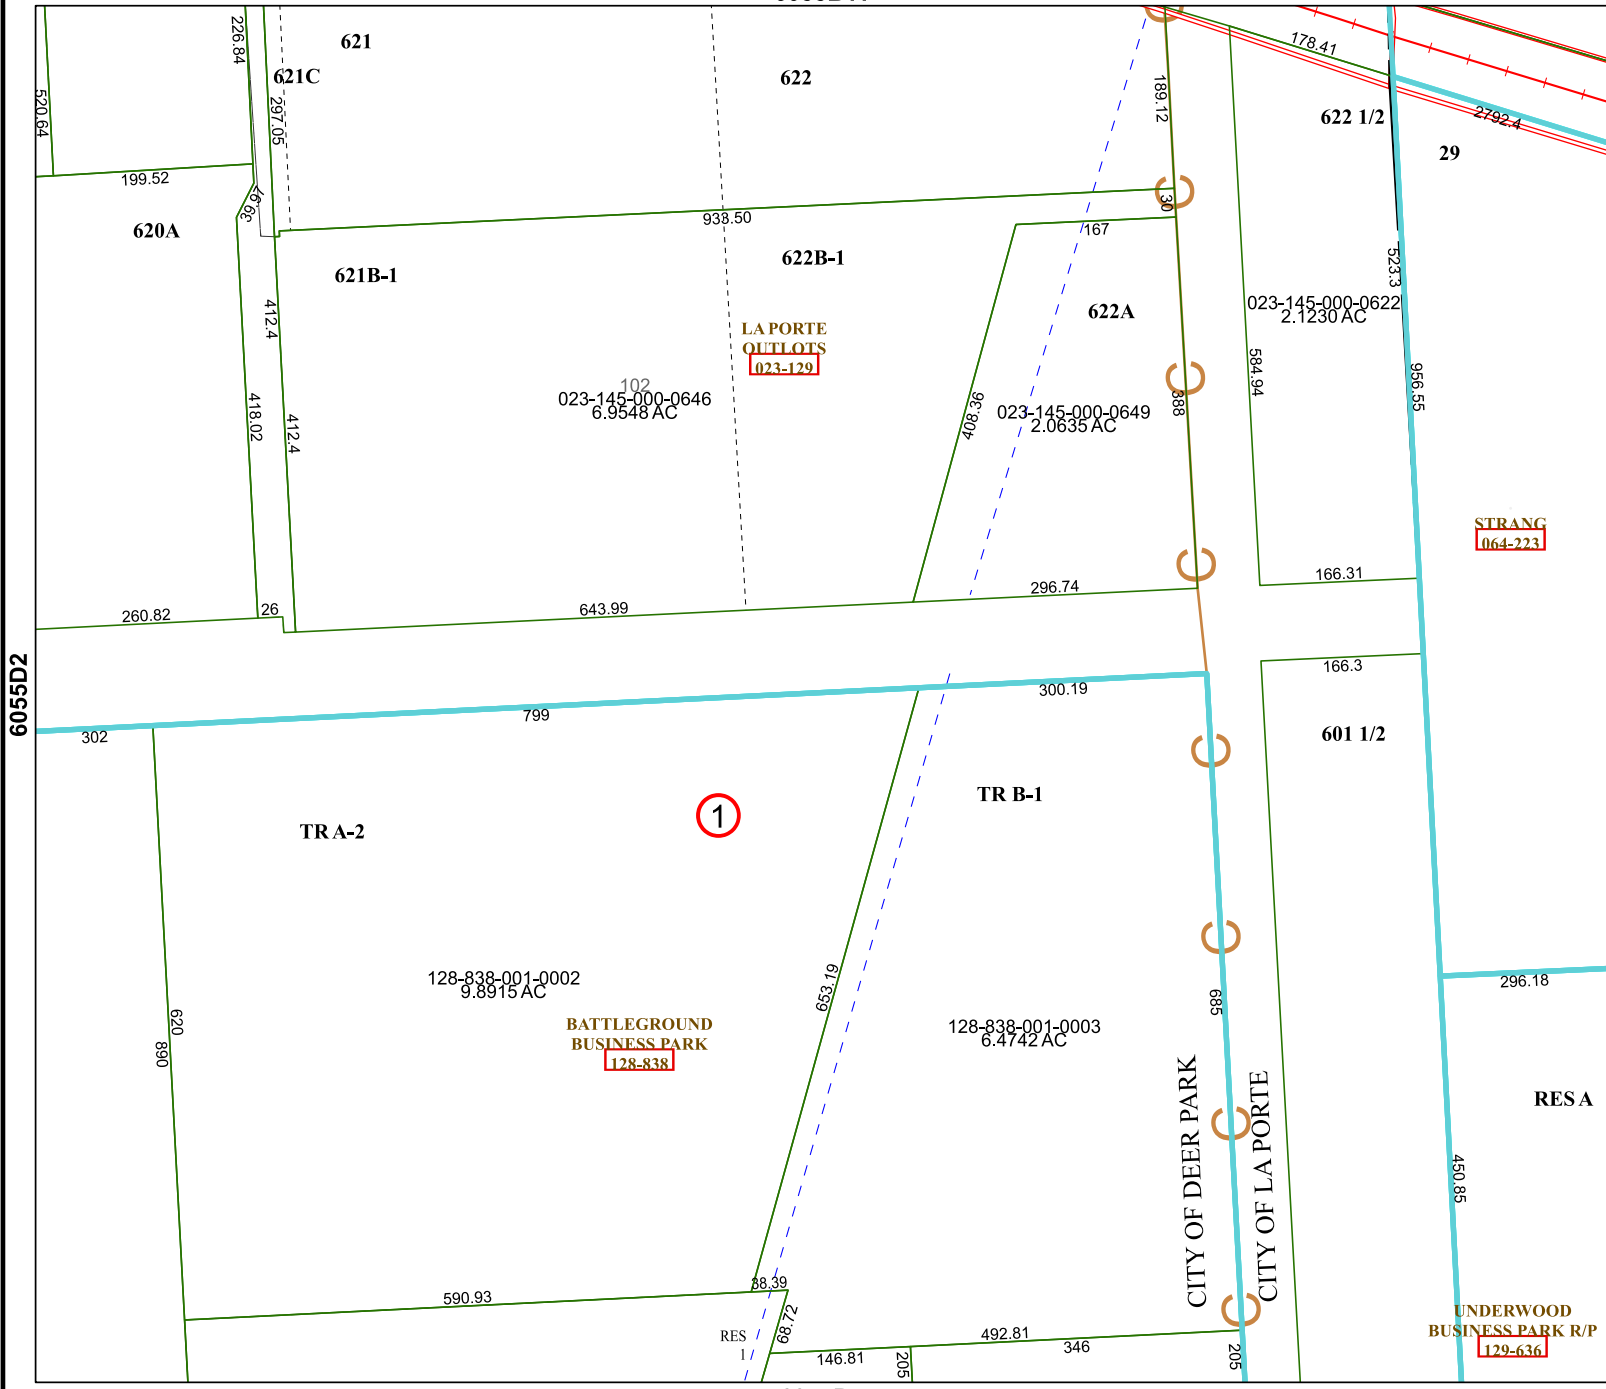 621
621C
622
226.84
297.05
520.64
199.52
39.97
620A
178.41
189.12
622 1/2
2792.4
29
933.50
30
167
621B-1
622B-1
622A
412.4
418.02
412.4
LA PORTE
OUTLOTS
023-129
102
023-145-000-0646
6.9548 AC
408.36
023-145-000-0649
2.0635 AC
388
023-145-000-0622
2.1230 AC
523.3
584.94
956.55
STRANG
064-223
166.31
296.74
643.99
26
260.82
6055D2
302
799
300.19
166.3
601 1/2
TR A-2
1
TR B-1
128-838-001-0002
9.8915 AC
653.19
296.18
620
890
BATTLEGROUND
BUSINESS PARK
128-838
128-838-001-0003
6.4742 AC
685
CITY OF DEER PARK
CITY OF LA PORTE
RES A
450.85
590.93
38.39
68.72
RES
1
146.81
205
492.81
346
205
UNDERWOOD
BUSINESS PARK R/P
129-636